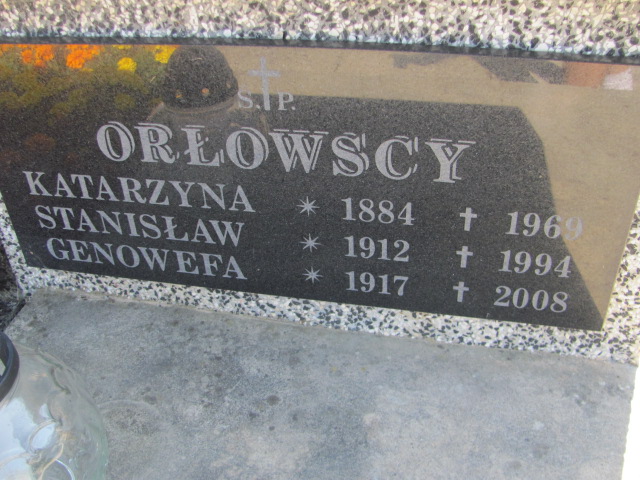 Ś.P.
ORŁOWSCY
KATARZYNA * 1884 † 1969
STANISŁAW * 1912 † 1994
GENOWEFA * 1917 † 2008